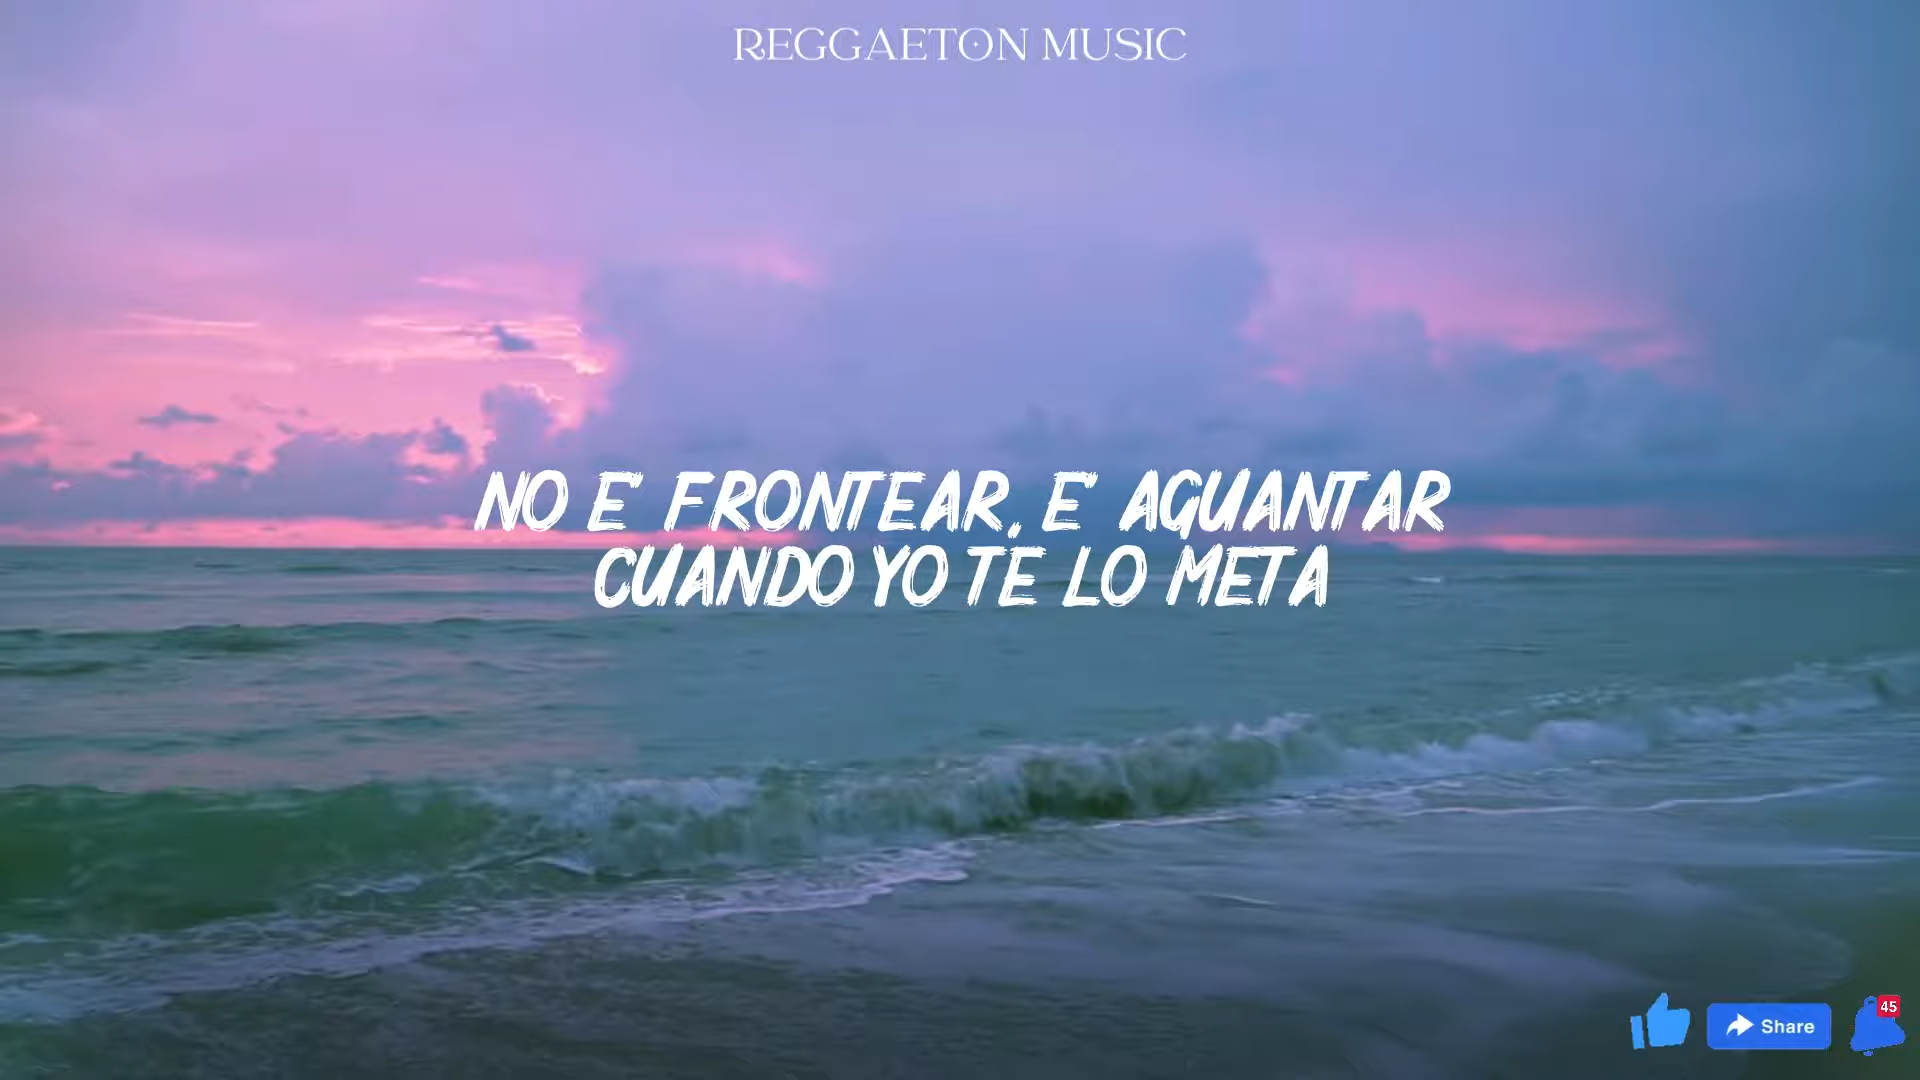 REGGAETON MUSIC
NO E' FRONTEAR, E' AGUANTAR
CUANDO YO TE LO META
Share
45